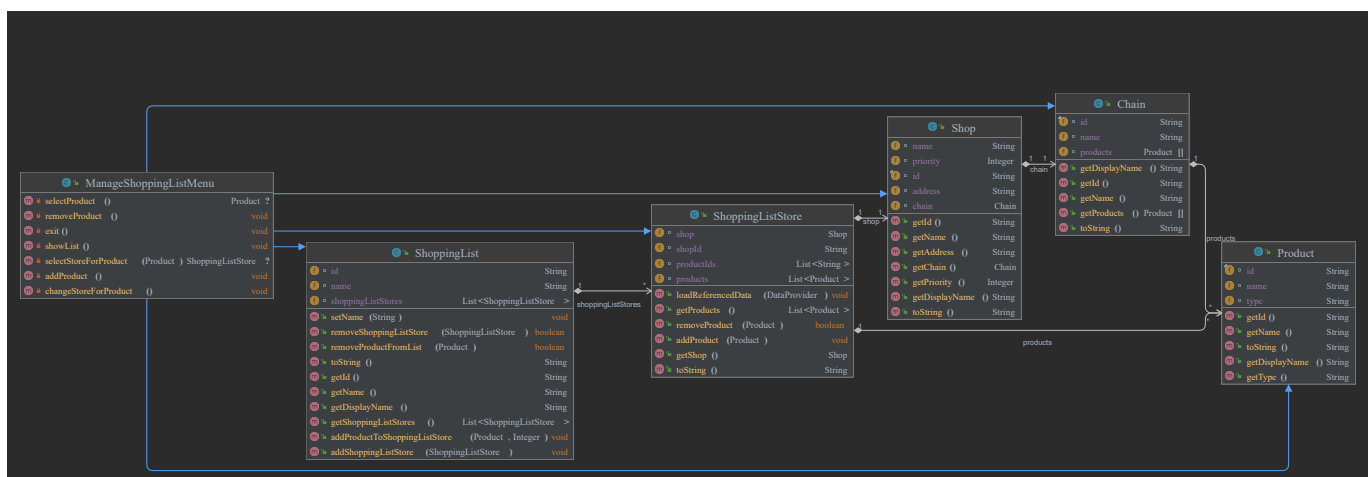 ManageShoppingListMenu
selectProduct () Product ?
removeProduct () void
exit () void
showList () void
selectStoreForProduct (Product ) ShoppingListStore ?
addProduct () void
changeStoreForProduct () void
ShoppingList
id String
name String
shoppingListStores List<ShoppingListStore >
setName (String ) void
removeShoppingListStore (ShoppingListStore ) boolean
removeProductFromList (Product ) boolean
toString () String
getId () String
getName () String
getDisplayName () String
getShoppingListStores () List<ShoppingListStore >
addProductToShoppingListStore (Product , Integer ) void
addShoppingListStore (ShoppingListStore ) void
1 *
shoppingListStores
ShoppingListStore
shop Shop
shopId String
productIds List<String >
products List<Product >
loadReferencedData (DataProvider ) void
getProducts () List<Product >
removeProduct (Product ) boolean
addProduct (Product ) void
getShop () Shop
toString () String
1 1
shop
1
products
*
Shop
name String
priority Integer
id String
address String
chain Chain
getId () String
getName () String
getAddress () String
getChain () Chain
getPriority () Integer
getDisplayName () String
toString () String
1 1
chain
Chain
id String
name String
products Product []
getDisplayName () String
getId () String
getName () String
getProducts () Product []
toString () String
1
products
*
Product
id String
name String
type String
getId () String
getName () String
toString () String
getDisplayName () String
getType () String